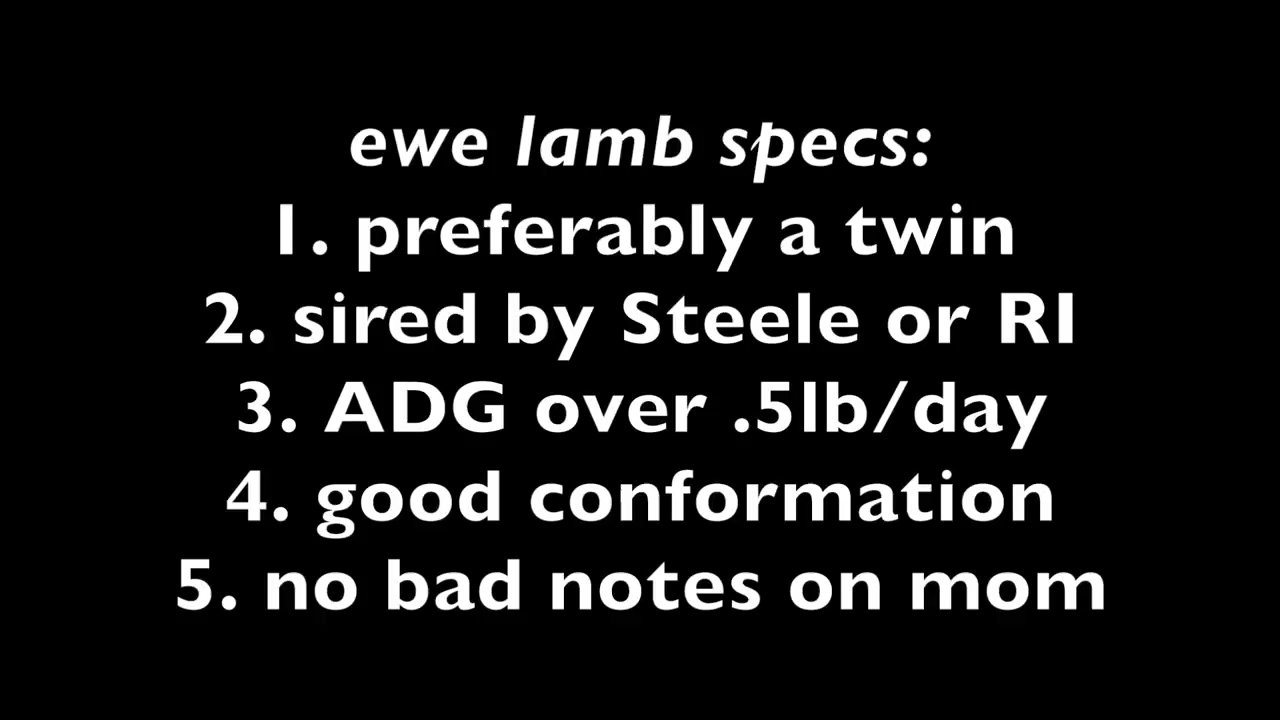 ewe lamb specs:
1. preferably a twin
2. sired by Steele or RI
3. ADG over .5lb/day
4. good conformation
5. no bad notes on mom